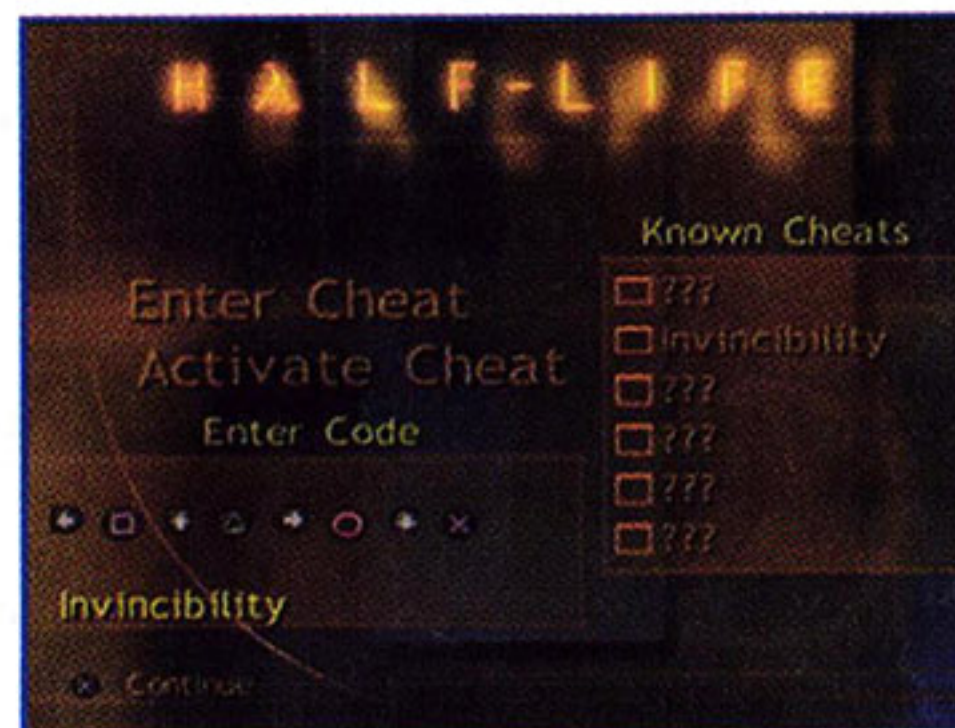 HALF-LIFE
Known Cheats
???
Invincibility
???
???
???
???
Enter Cheat
Activate Cheat
Enter Code
Invincibility
Continue